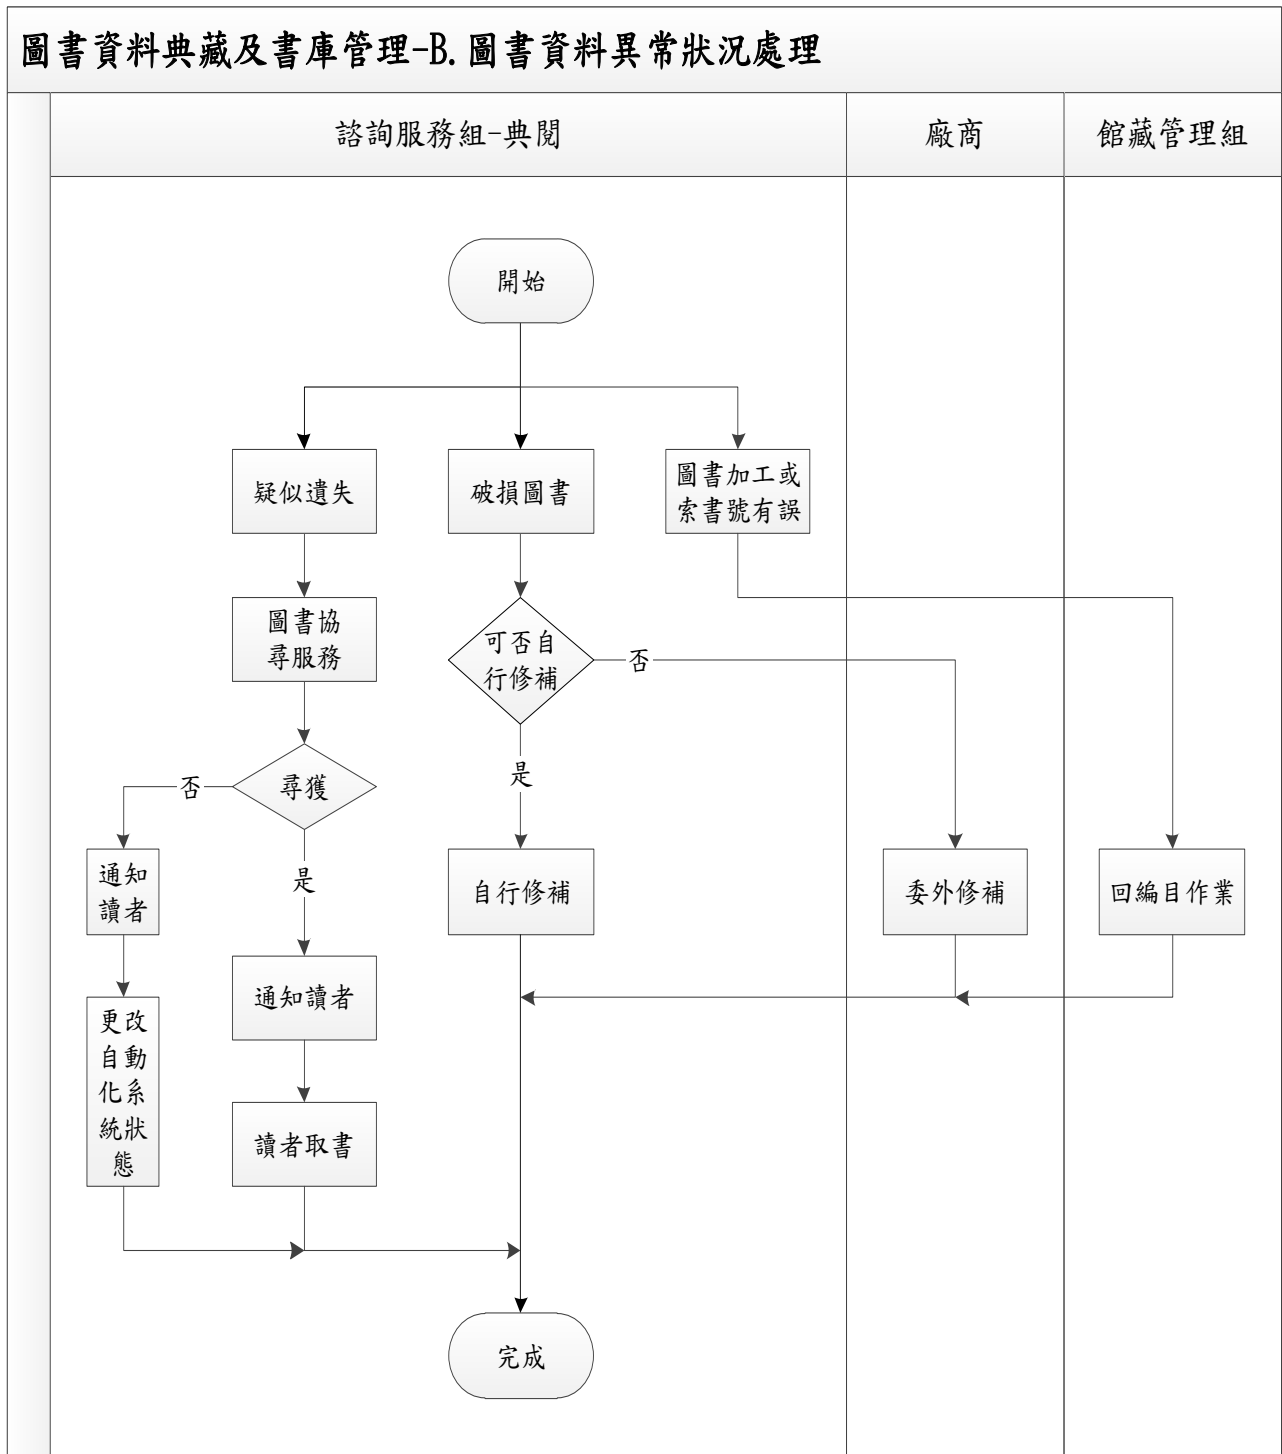 圖書資料典藏及書庫管理-B.圖書資料異常狀況處理
諮詢服務組-典閱
廠商
館藏管理組
開始
疑似遺失
破損圖書
圖書加工或
索書號有誤
圖書協
尋服務
可否自
行修補
否
是
尋獲
否
是
通知
讀者
自行修補
委外修補
回編目作業
通知讀者
更改
自動
化系
統狀
態
讀者取書
完成